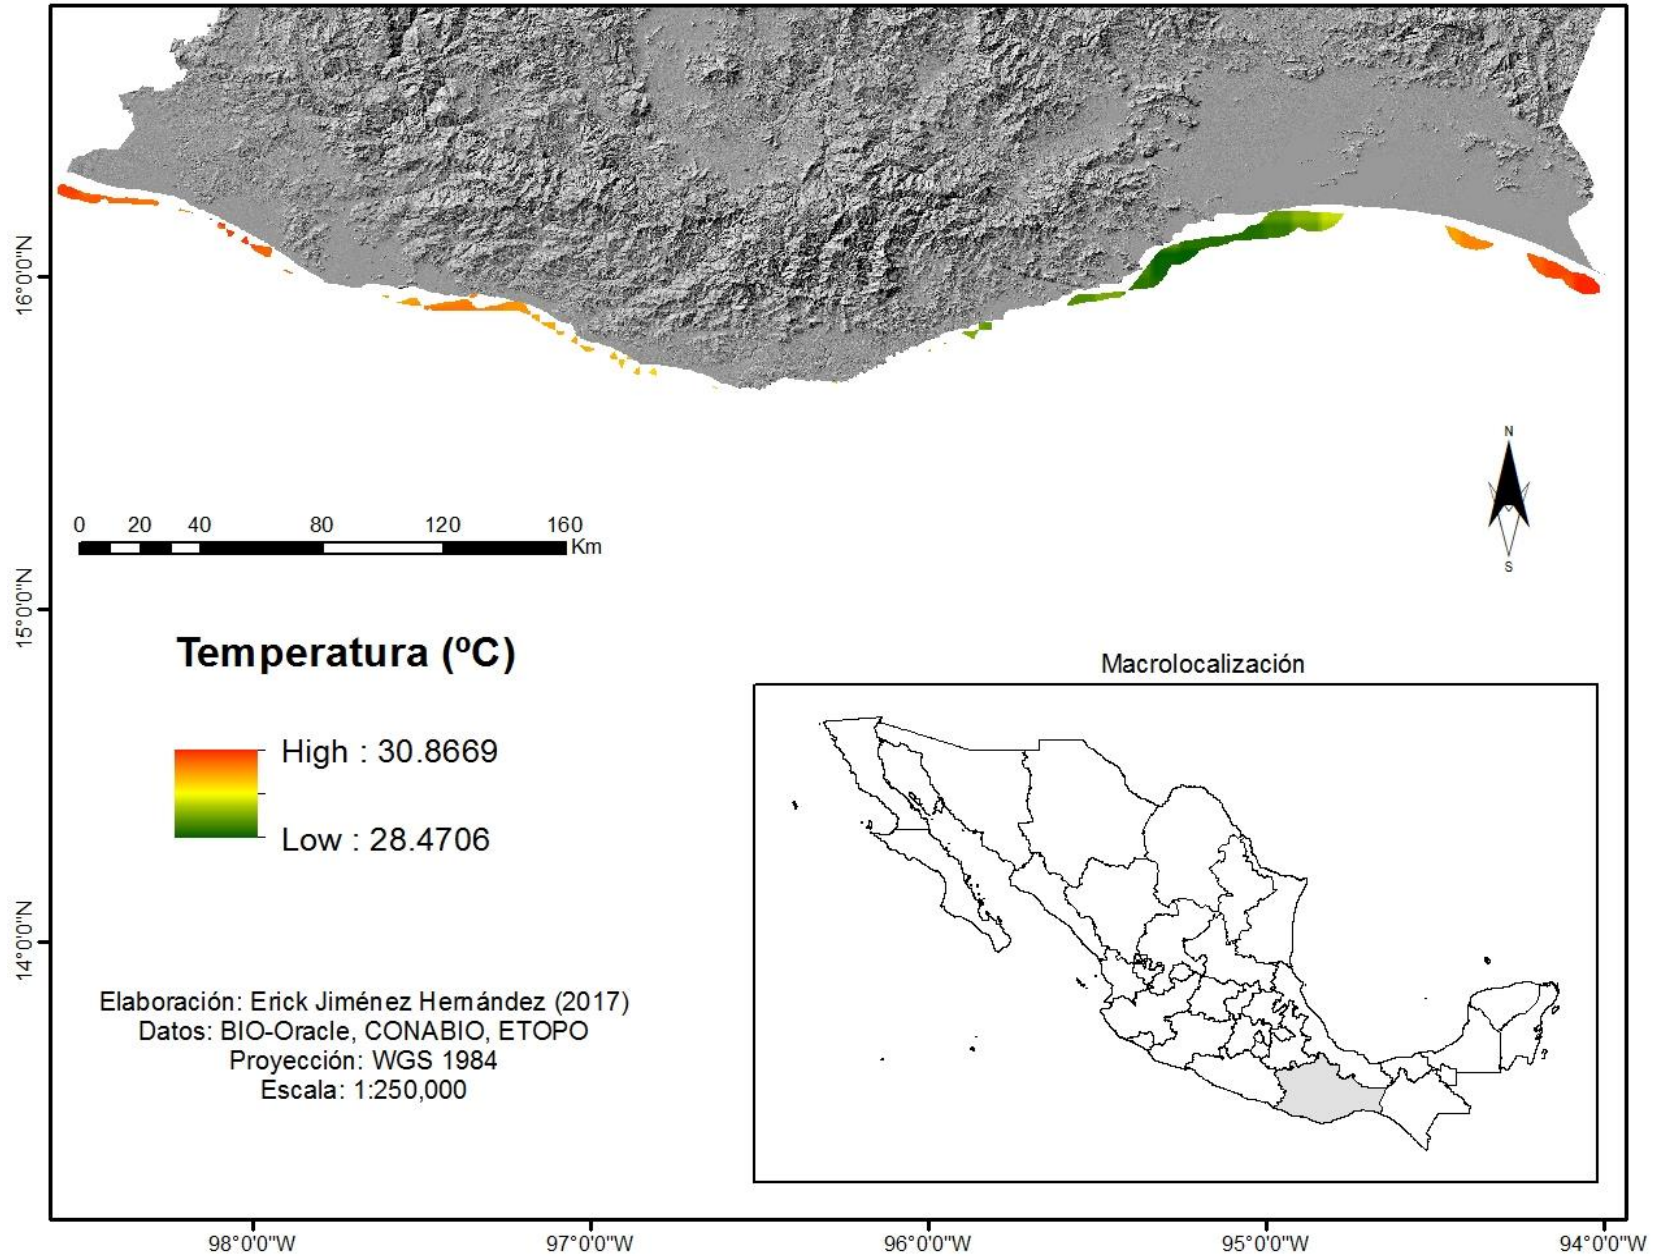 16°0'0"N
N
S
0 20 40 80 120 160
Km
15°0'0"N
Temperatura (ºC)
Macrolocalización
High : 30.8669
Low : 28.4706
14°0'0"N
Elaboración: Erick Jiménez Hernández (2017)
Datos: BIO-Oracle, CONABIO, ETOPO
Proyección: WGS 1984
Escala: 1:250,000
98°0'0"W 97°0'0"W 96°0'0"W 95°0'0"W 94°0'0"W